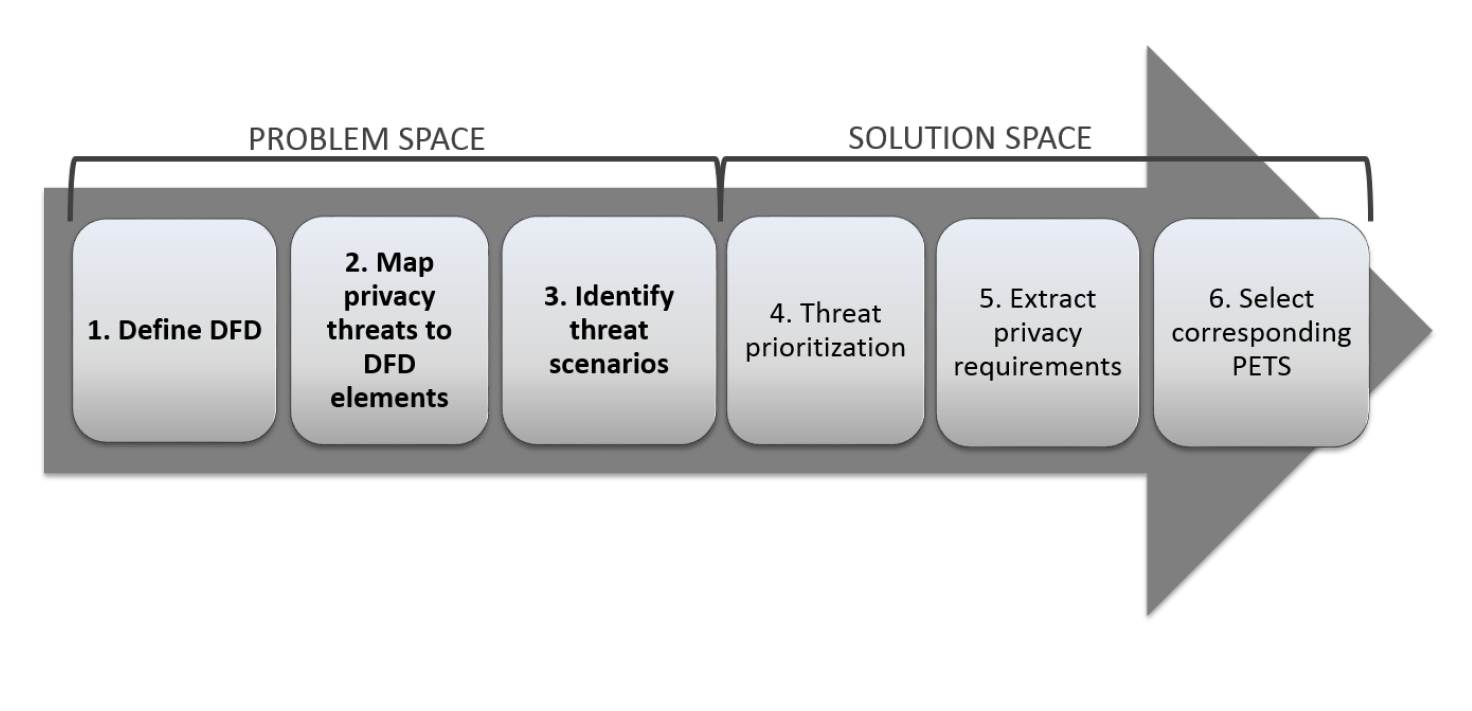 PROBLEM SPACE
SOLUTION SPACE
1. Define DFD
2. Map
privacy
threats to
DFD
elements
3. Identify
threat
scenarios
4. Threat
prioritization
5. Extract
privacy
requirements
6. Select
corresponding
PETS